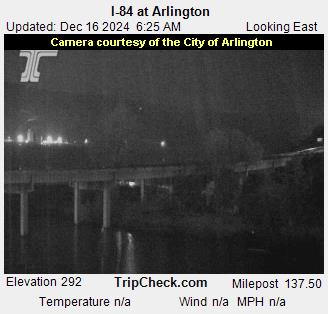 I-84 at Arlington
Updated: Dec 16 2024 6:25 AM Looking East
Camera courtesy of the City of Arlington
Elevation 292 TripCheck.com Milepost 137.50
Temperature n/a Wind n/a MPH n/a